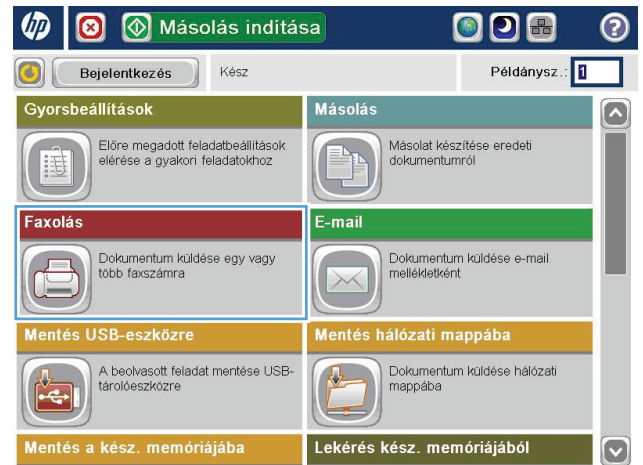 hp
Másolás indítása
?
Bejelentkezés
Kész
Példánysz.: 1
Gyorsbeállítások
Előre megadott feladatbeállítások
elérése a gyakori feladatokhoz
Másolás
Másolat készítése eredeti
dokumentumról
Faxolás
Dokumentum küldése egy vagy
több faxszámra
E-mail
Dokumentum küldése e-mail
mellékletként
Mentés USB-eszközre
A beolvasott feladat mentése USB-
tárolóeszközre
Mentés hálózati mappába
Dokumentum küldése hálózati
mappába
Mentés a kész. memóriájába
Lekérés kész. memóriájából